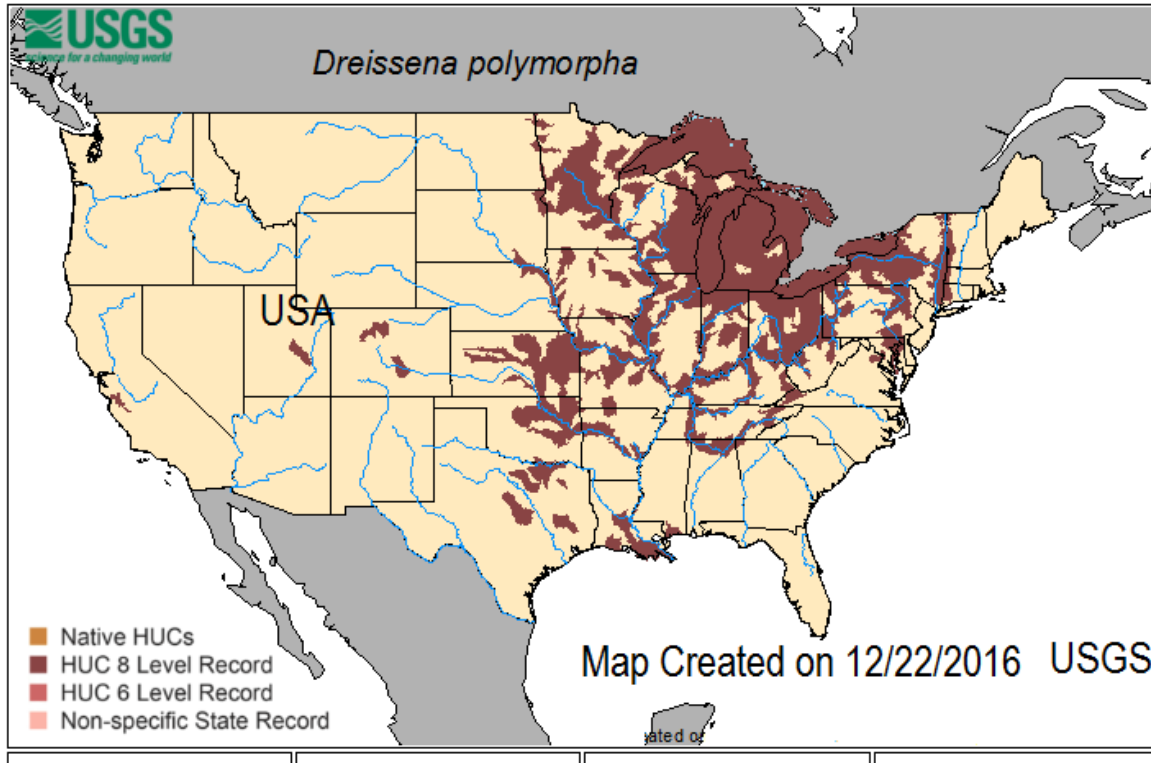 USGS
science for a changing world
Dreissena polymorpha
USA
Native HUCs
HUC 8 Level Record
HUC 6 Level Record
Non-specific State Record
Map Created on 12/22/2016 USGS
ated o